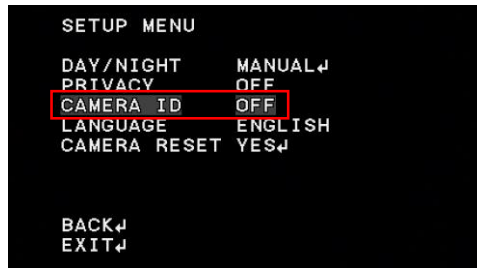 SETUP MENU
DAY/NIGHT MANUAL↵
PRIVACY OFF
CAMERA ID OFF
LANGUAGE ENGLISH
CAMERA RESET YES↵
BACK↵
EXIT↵